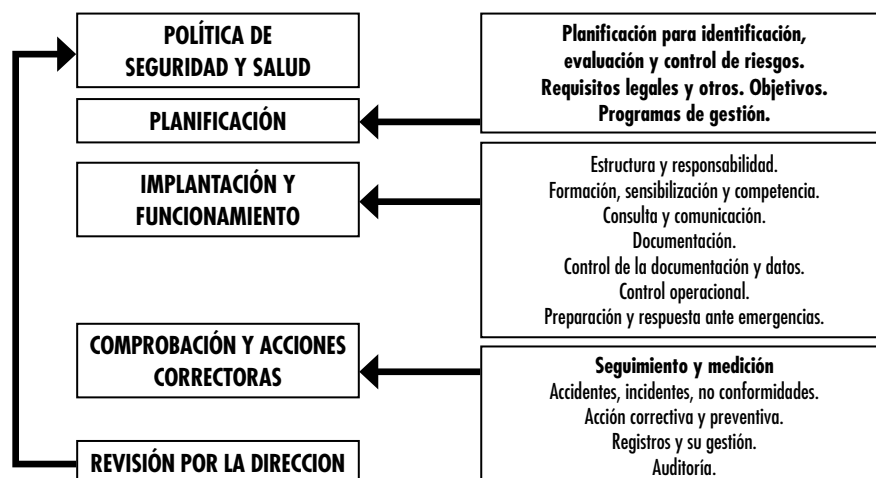 POLÍTICA DE
SEGURIDAD Y SALUD
PLANIFICACIÓN
Planificación para identificación,
evaluación y control de riesgos.
Requisitos legales y otros. Objetivos.
Programas de gestión.
IMPLANTACIÓN Y
FUNCIONAMIENTO
Estructura y responsabilidad.
Formación, sensibilización y competencia.
Consulta y comunicación.
Documentación.
Control de la documentación y datos.
Control operacional.
Preparación y respuesta ante emergencias.
COMPROBACIÓN Y ACCIONES
CORRECTORAS
Seguimiento y medición
Accidentes, incidentes, no conformidades.
Acción correctiva y preventiva.
Registros y su gestión.
Auditoría.
REVISIÓN POR LA DIRECCION